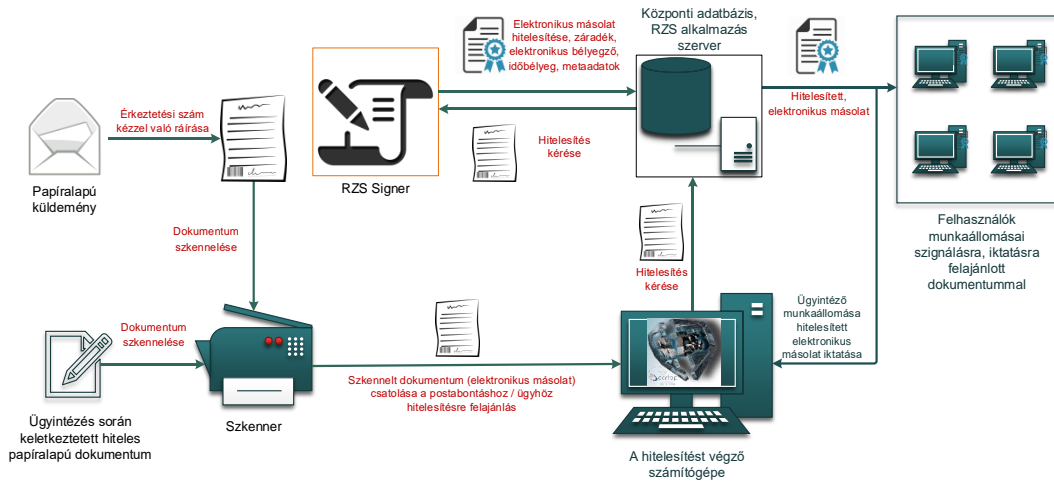 Elektronikus másolat
hitelesítése, záradék,
elektronikus bélyegző,
időbélyeg, metaadatok
Központi adatbázis,
RZS alkalmazás
szerver
Érkeztetési szám
kézzel való ráírása
Hitelesített,
elektronikus másolat
Hitelesítés
kérése
Papíralapú
küldemény
RZS Signer
Dokumentum
szkennelése
Felhasználók
munkaállomásai
szignálásra, iktatásra
felajánlott
dokumentummal
Hitelesítés
kérése
Dokumentum
szkennelése
Ügyintéző
munkaállomása
hitelesített
elektronikus
másolat iktatása
Szkennelt dokumentum (elektronikus másolat)
csatolása a postabontáshoz / ügyhöz
hitelesítésre felajánlás
Ügyintézés során
keletkeztetett hiteles
papíralapú dokumentum
Szkenner
A hitelesítést végző
számítógépe